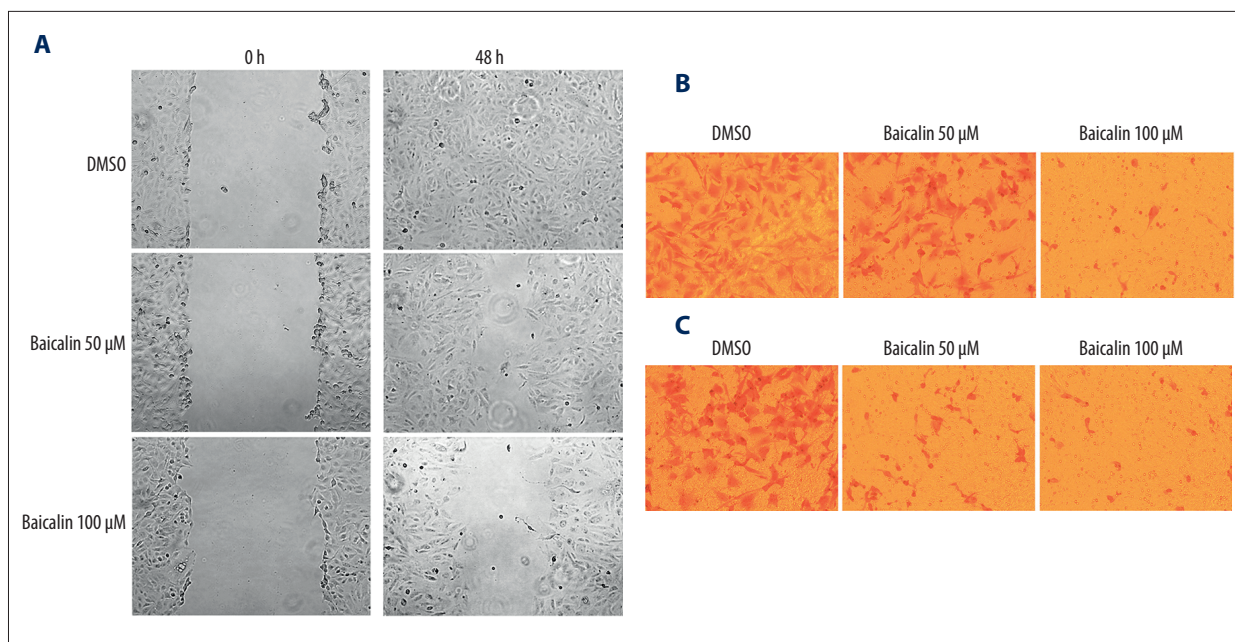 A
0 h 48 h
DMSO
Baicalin 50 µM
Baicalin 100 µM
B
DMSO Baicalin 50 µM Baicalin 100 µM
C
DMSO Baicalin 50 µM Baicalin 100 µM